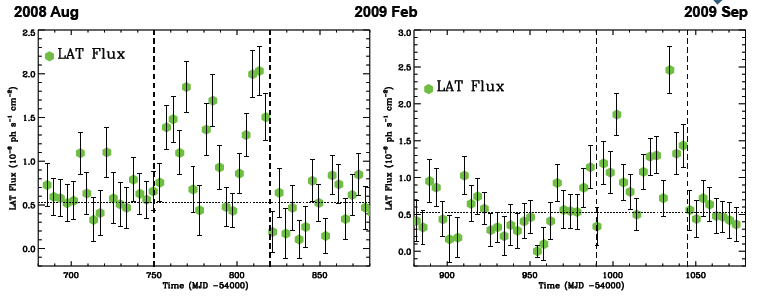 2008 Aug
2009 Feb
2009 Sep
2.5
2.0
1.5
1.0
0.5
0.0
LAT Flux (10⁻⁸ ph s⁻¹ cm⁻²)
LAT Flux
700
750
800
850
Time (MJD -54000)
3.0
2.5
2.0
1.5
1.0
0.5
0.0
LAT Flux (10⁻⁸ ph s⁻¹ cm⁻²)
LAT Flux
900
950
1000
1050
Time (MJD -54000)